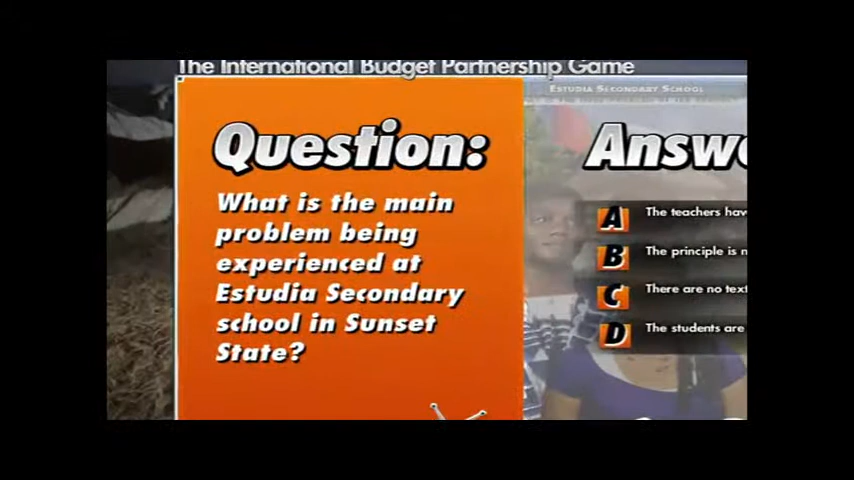 The International Budget Partnership Game
ESTUDIA SECONDARY SCHOOL
Question:
What is the main
problem being
experienced at
Estudia Secondary
school in Sunset
State?
Answ
A The teachers hav
B The principle is n
C There are no text
D The students are